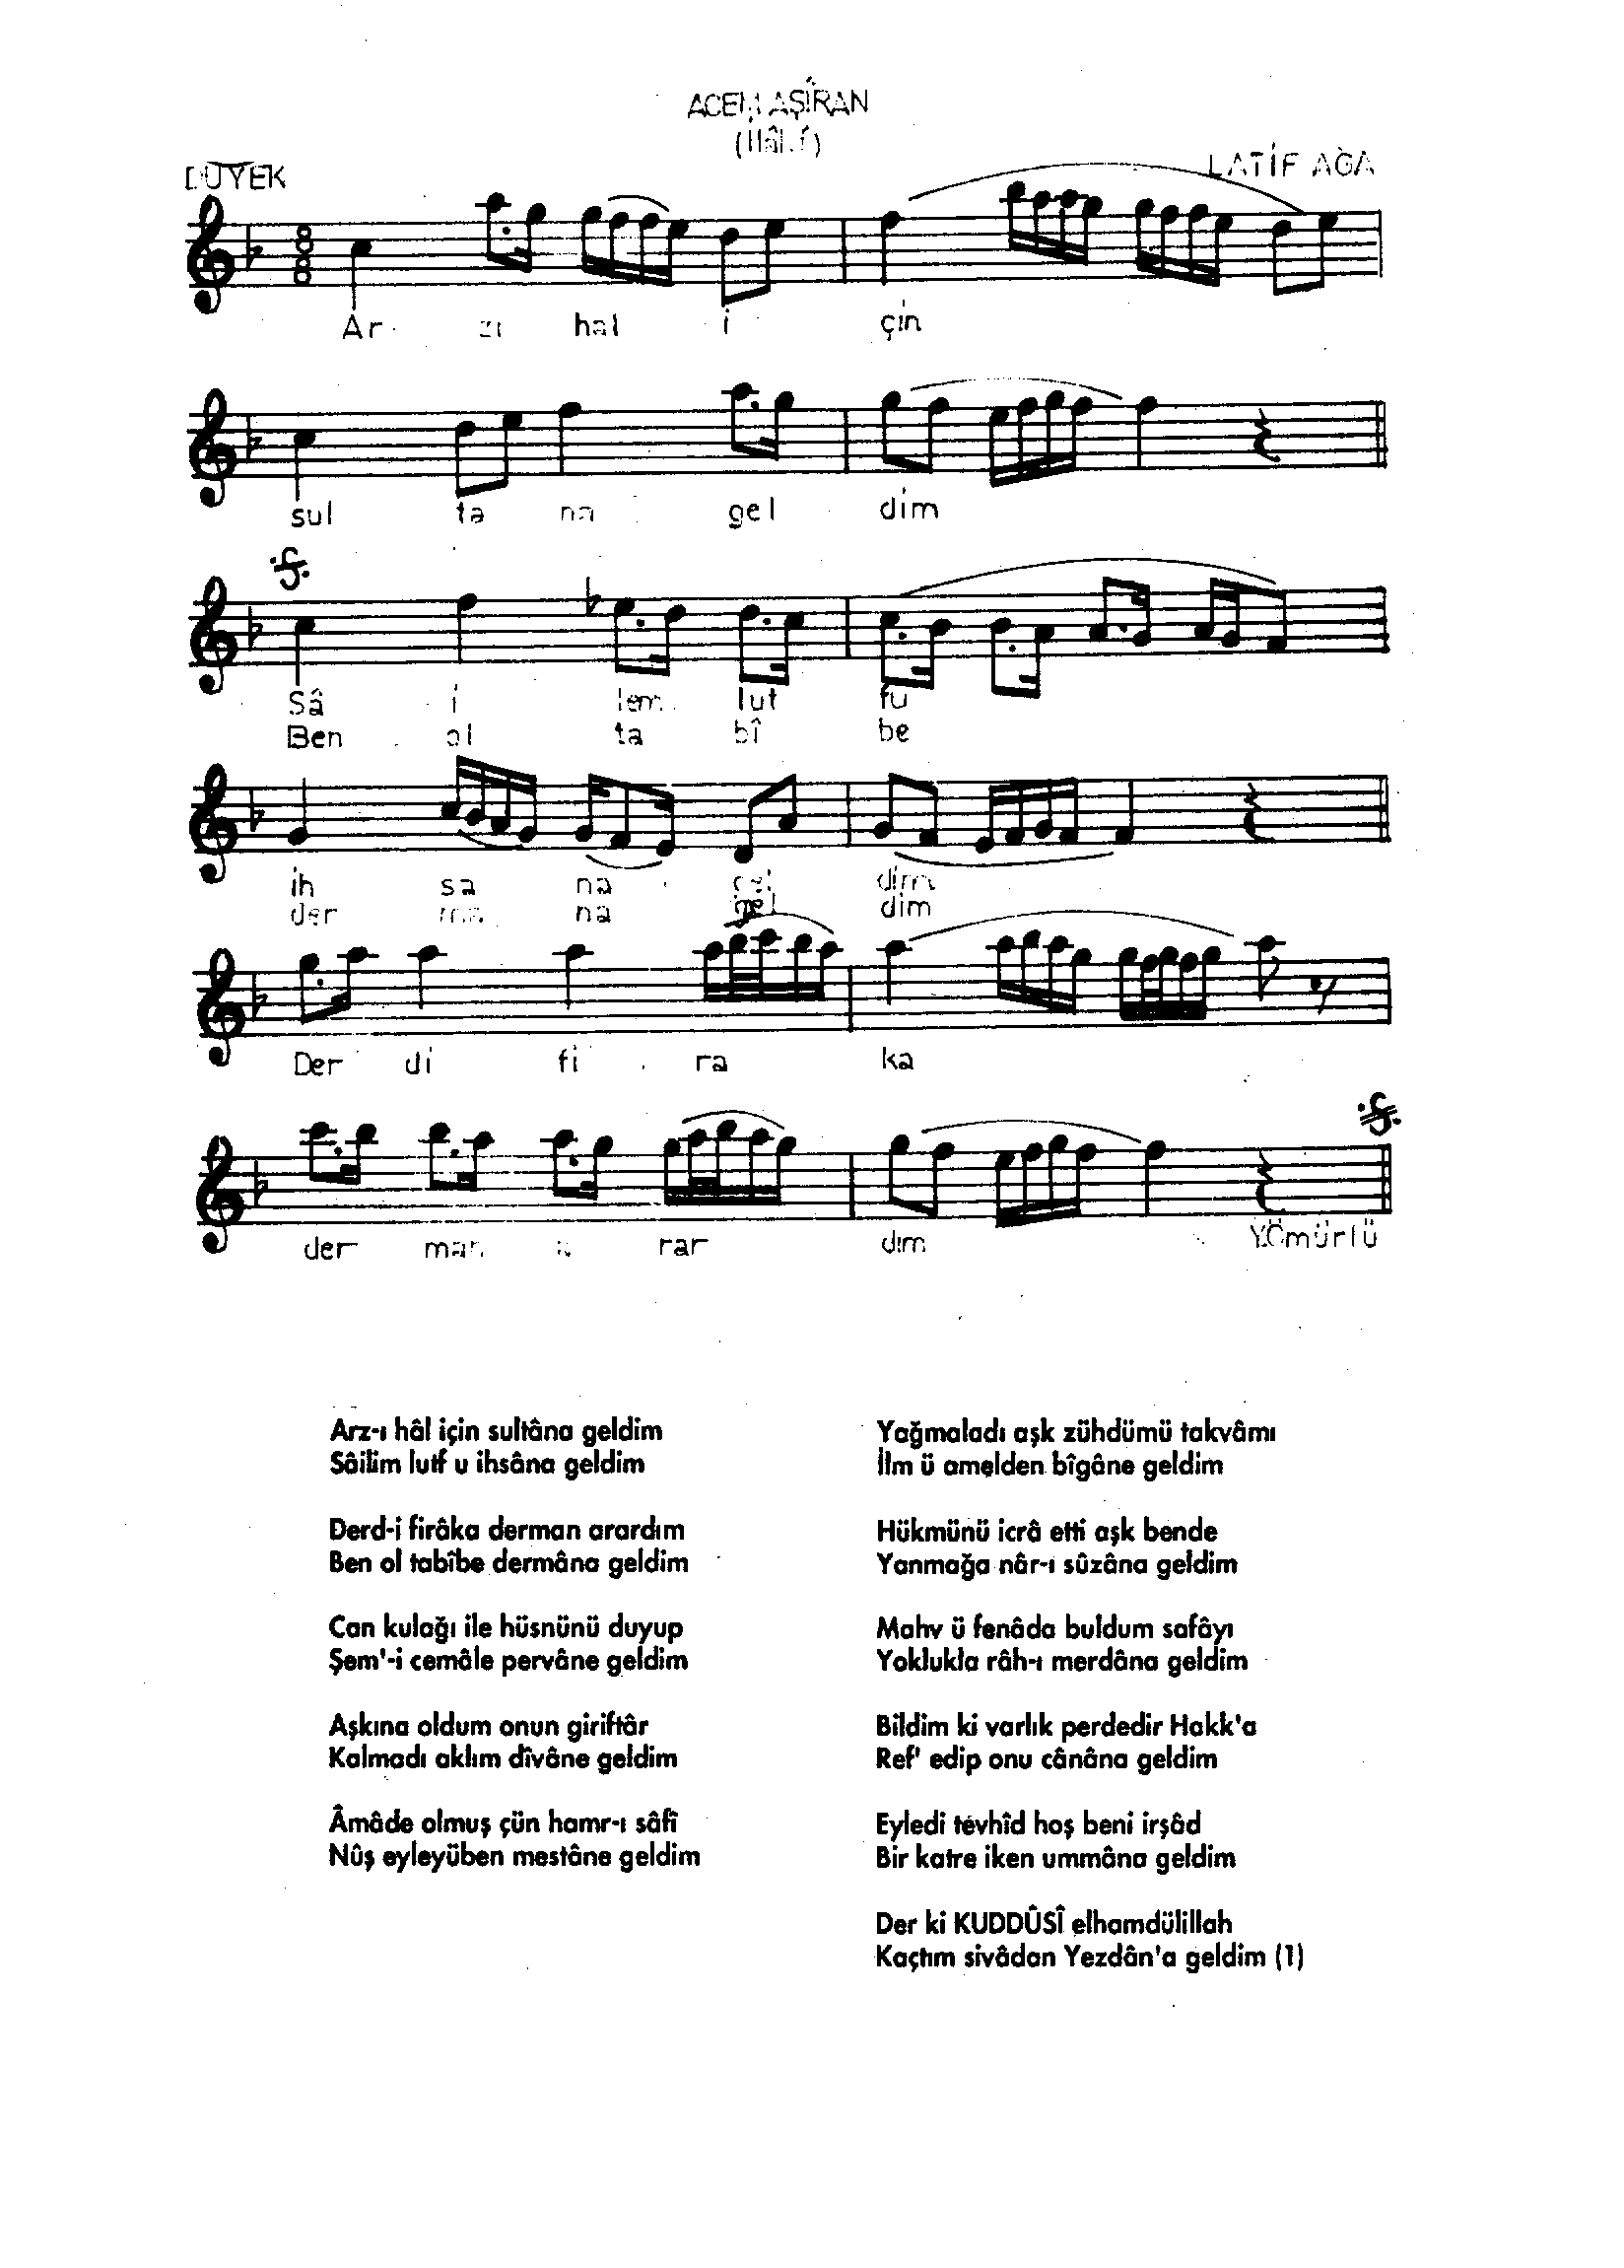 ACEM AŞÎRAN
DÜYEK
LATİF AĞA
8
8
Ar zı hal i çin
sul ta na gel dim
Sâ i lem lut fu
Ben ol ta bî be
ih sa na gel dim
der ma na gel dim
Der di fi ra ka
der man a rar dım
Y.Ömürlü
Arz-ı hâl için sultâna geldim
Sâilim lutf u ihsâna geldim
Derd-i firâka derman arardım
Ben ol tabîbe dermâna geldim
Can kulağı ile hüsnünü duyup
Şem'-i cemâle pervâne geldim
Aşkına oldum onun giriftâr
Kalmadı aklım dîvâne geldim
Âmâde olmuş çün hamr-ı sâfî
Nûş eyleyüben mestâne geldim
Yağmaladı aşk zühdümü takvâmı
İlm ü amelden bîgâne geldim
Hükmünü icrâ etti aşk bende
Yanmağa nâr-ı sûzâna geldim
Mahv ü fenâda buldum safâyı
Yoklukla râh-ı merdâna geldim
Bildim ki varlık perdedir Hakk'a
Ref' edip onu cânâna geldim
Eyledi tevhîd hoş beni irşâd
Bir katre iken ummâna geldim
Der ki KUDDÛSÎ elhamdülillah
Kaçtım sivâdan Yezdân'a geldim (1)